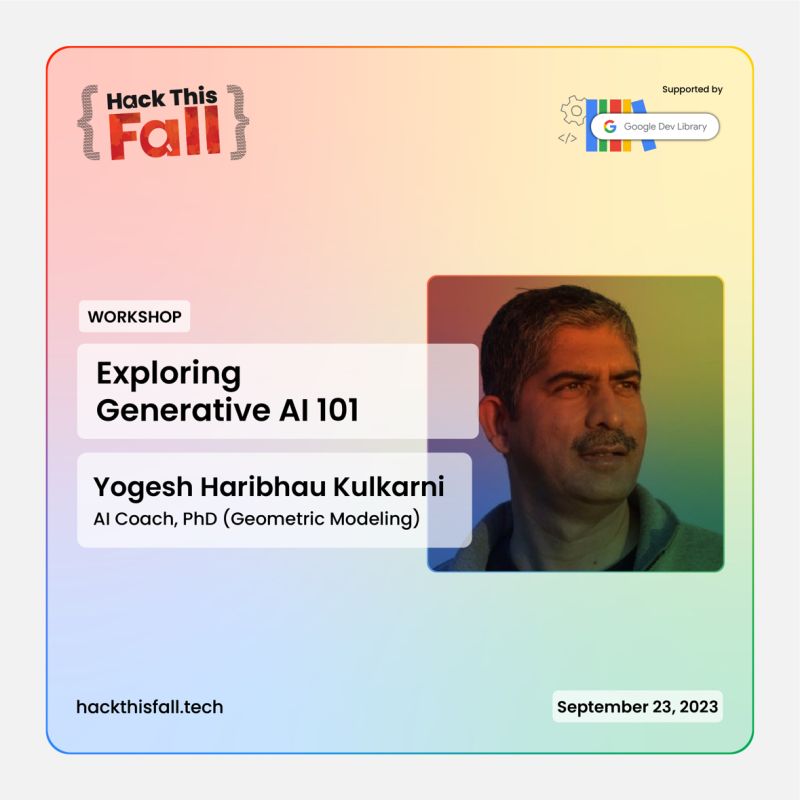 Hack This
Fall
Supported by
Google Dev Library
</>
WORKSHOP
Exploring
Generative AI 101
Yogesh Haribhau Kulkarni
AI Coach, PhD (Geometric Modeling)
hackthisfall.tech
September 23, 2023